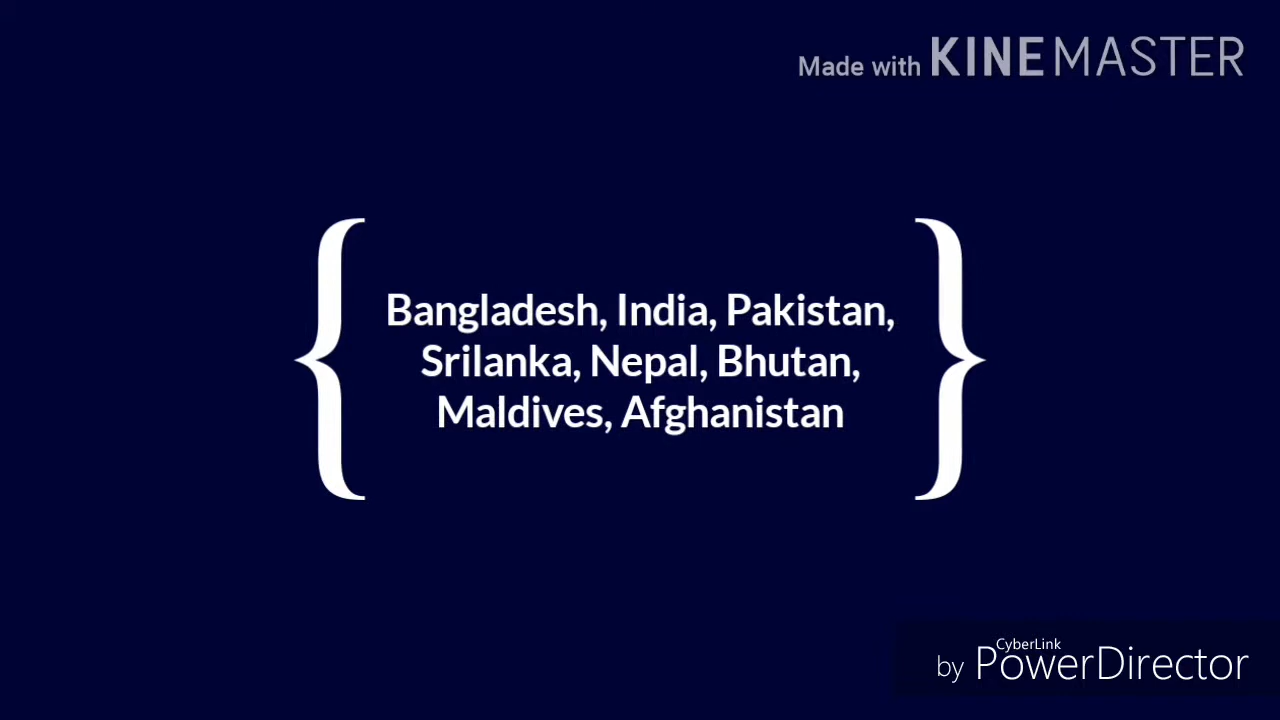 Made with KINEMASTER
{ Bangladesh, India, Pakistan, }
Srilanka, Nepal, Bhutan,
Maldives, Afghanistan
CyberLink
by PowerDirector